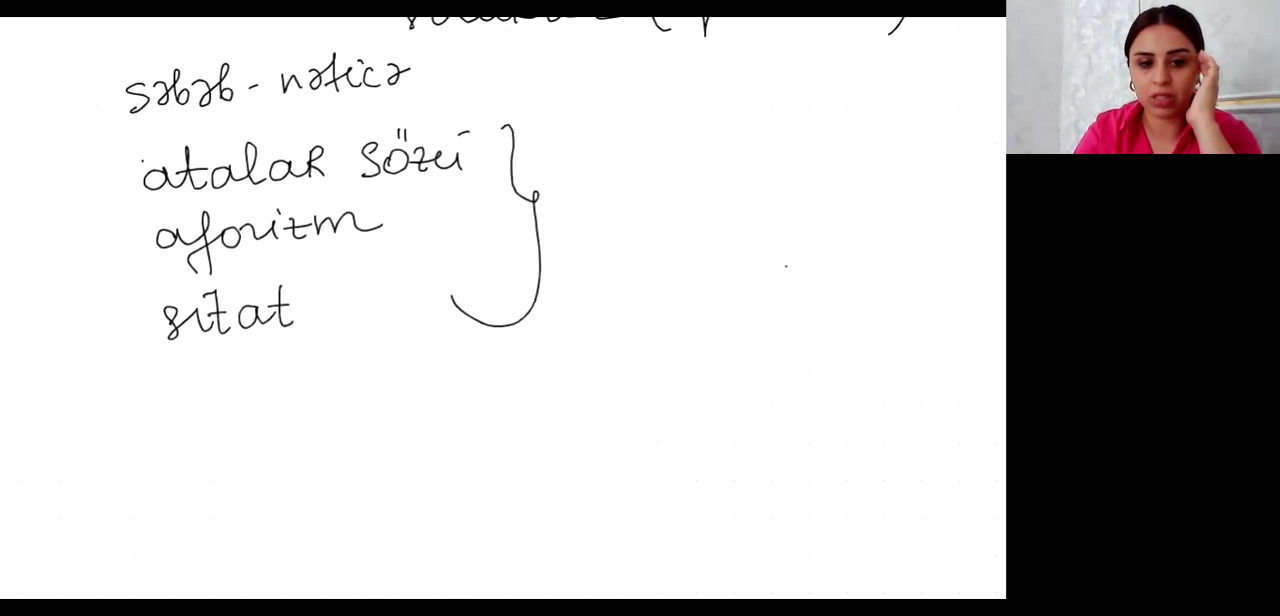 səbəb - nəticə
atalar sözü
aforizm
sitat